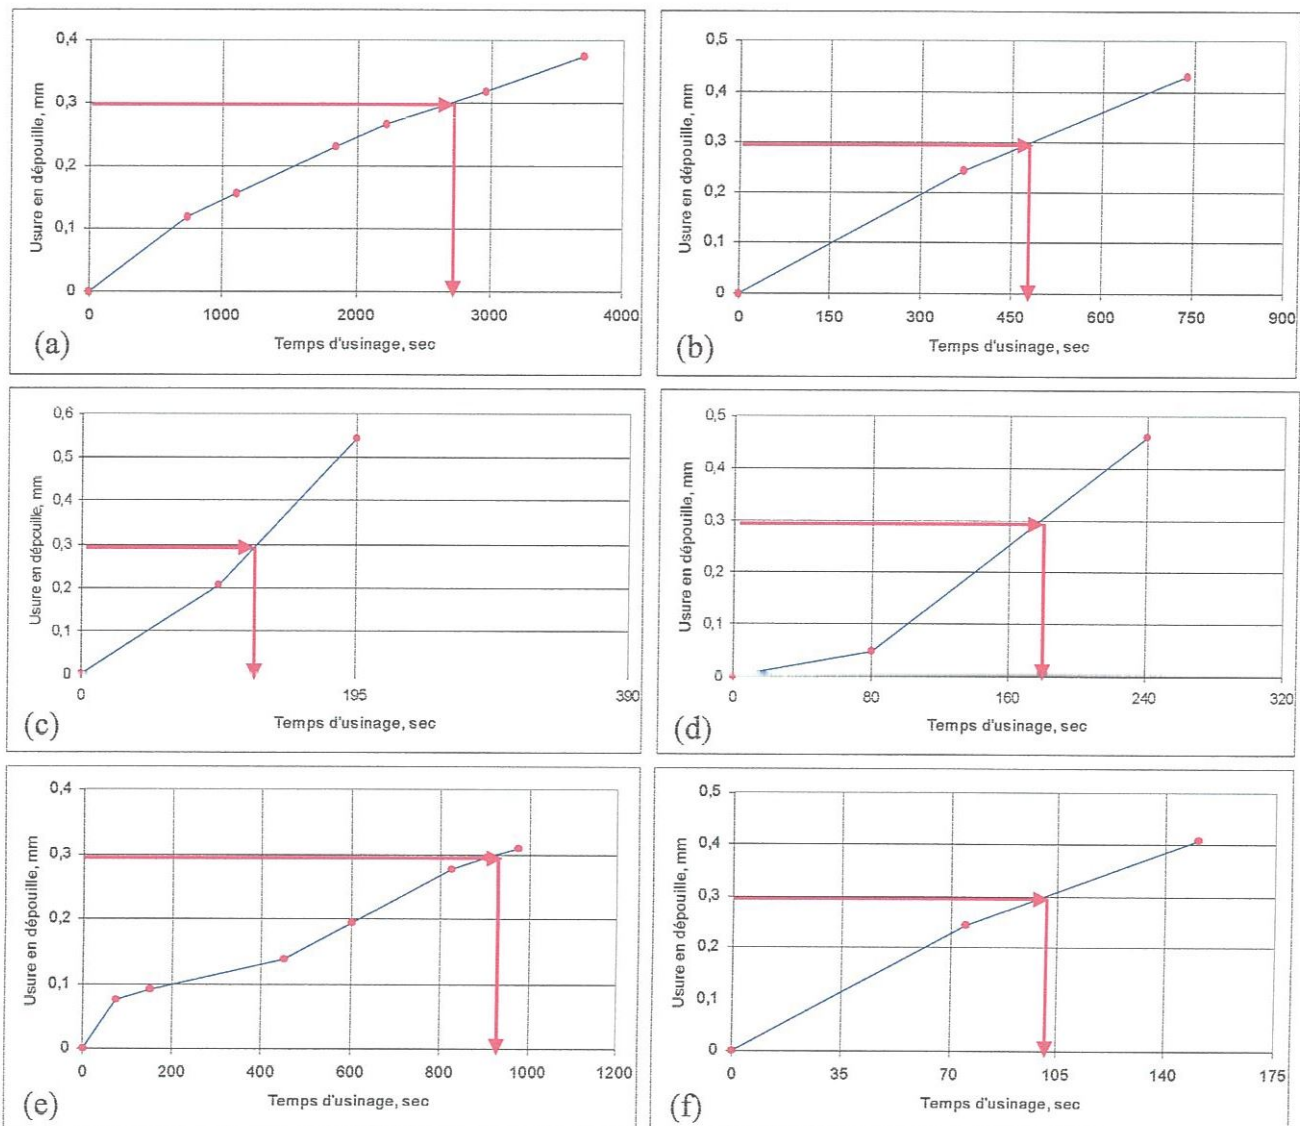 0,4
0,3
0,2
0,1
0
0 1000 2000 3000 4000
Usure en dépouille, mm
Temps d'usinage, sec
(a)
0,5
0,4
0,3
0,2
0,1
0
0 150 300 450 600 750 900
Usure en dépouille, mm
Temps d'usinage, sec
(b)
0,6
0,5
0,4
0,3
0,2
0,1
0
0 195 390
Usure en dépouille, mm
Temps d'usinage, sec
(c)
0,5
0,4
0,3
0,2
0,1
0
0 80 160 240 320
Usure en dépouille, mm
Temps d'usinage, sec
(d)
0,4
0,3
0,2
0,1
0
0 200 400 600 800 1000 1200
Usure en dépouille, mm
Temps d'usinage, sec
(e)
0,5
0,4
0,3
0,2
0,1
0
0 35 70 105 140 175
Usure en dépouille, mm
Temps d'usinage, sec
(f)